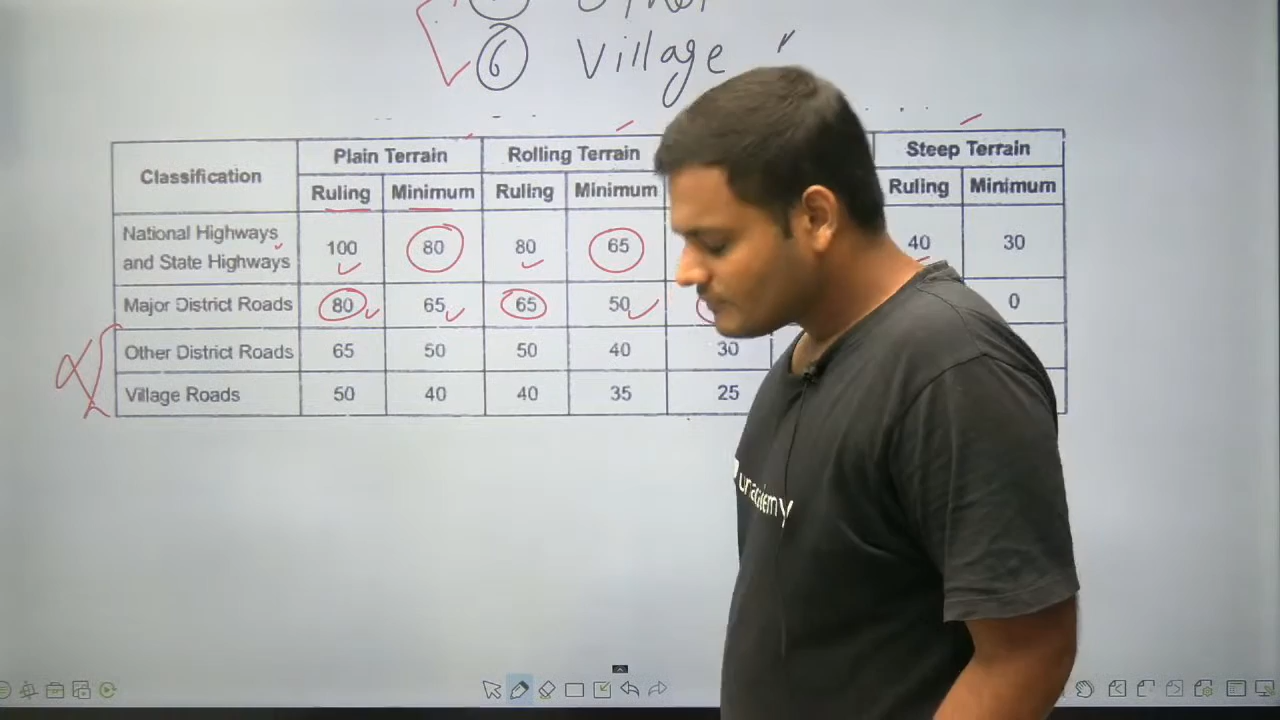 Other
6 Village "
Classification Plain Terrain Rolling Terrain Steep Terrain
Ruling Minimum Ruling Minimum Ruling Minimum
National Highways and State Highways 100 80 80 65 40 30
Major District Roads 80 65 65 50 0
Other District Roads 65 50 50 40 30
Village Roads 50 40 40 35 25
unacademy